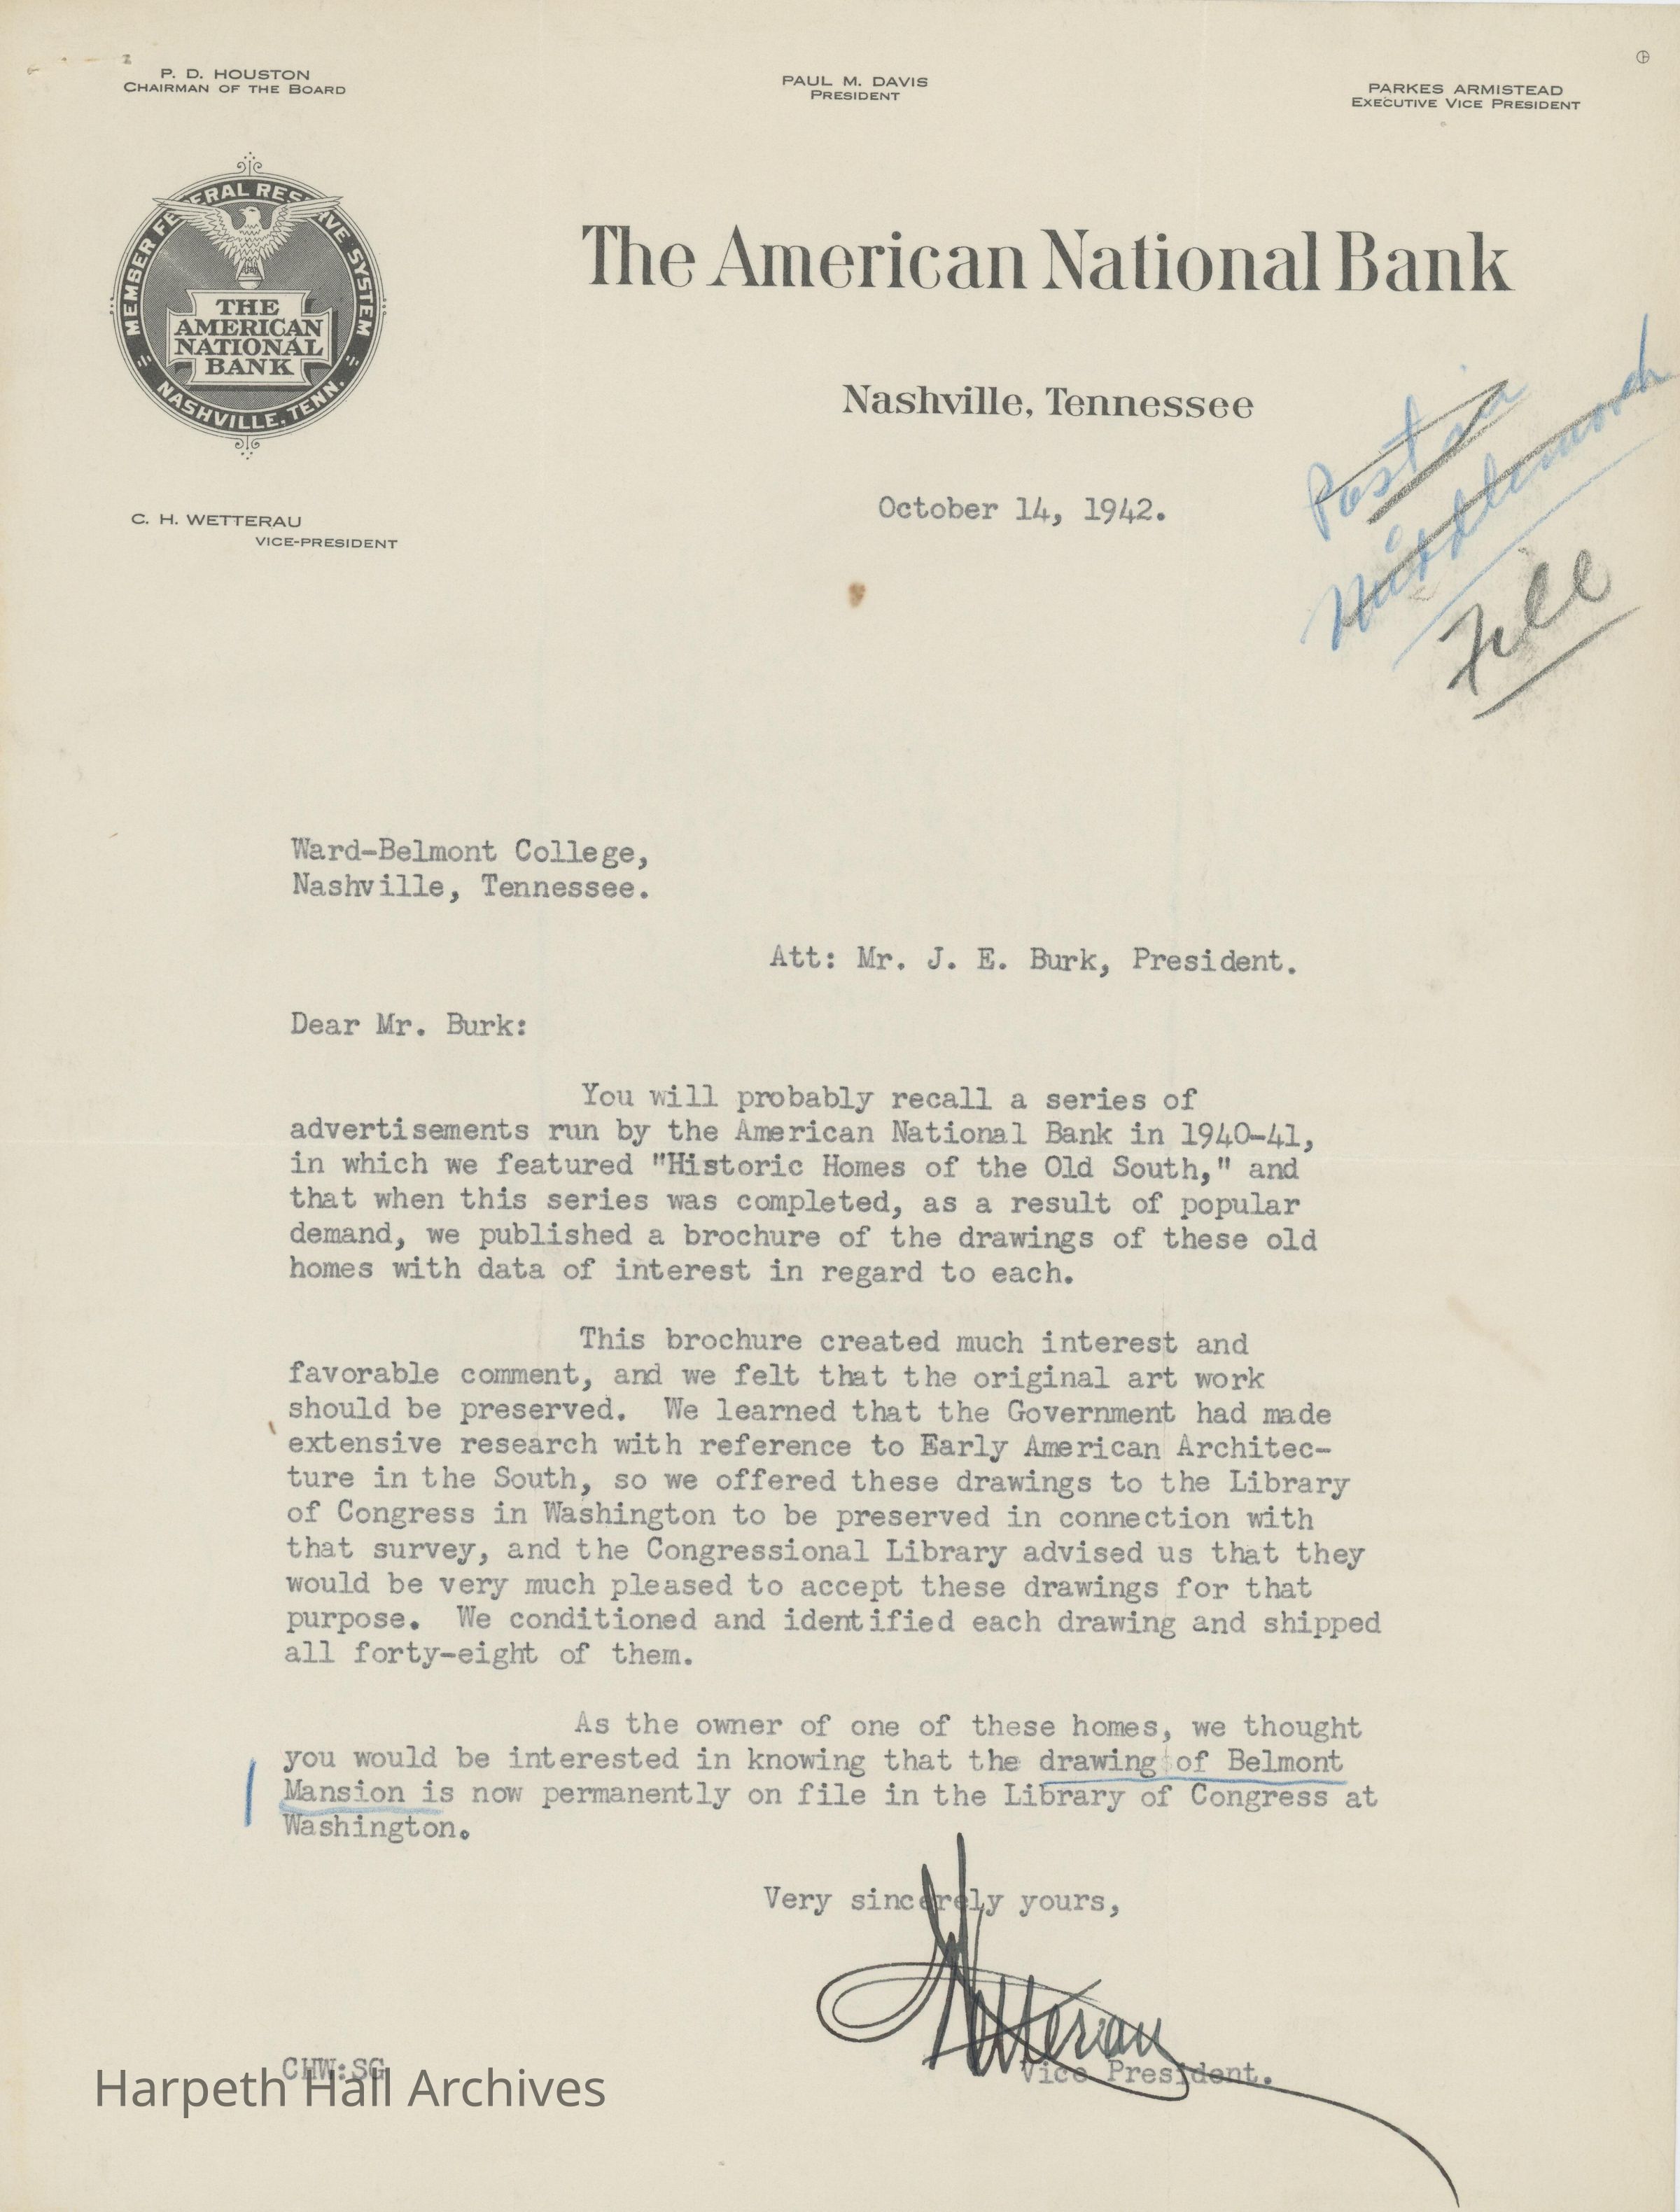 P. D. HOUSTON
CHAIRMAN OF THE BOARD
PAUL M. DAVIS
PRESIDENT
PARKES ARMISTEAD
EXECUTIVE VICE PRESIDENT
MEMBER FEDERAL RESERVE SYSTEM
THE
AMERICAN
NATIONAL
BANK
NASHVILLE, TENN.
The American National Bank
Nashville, Tennessee
C. H. WETTERAU
VICE-PRESIDENT
October 14, 1942.
Post in
File
Ward-Belmont College,
Nashville, Tennessee.
Att: Mr. J. E. Burk, President.
Dear Mr. Burk:
You will probably recall a series of
advertisements run by the American National Bank in 1940-41,
in which we featured "Historic Homes of the Old South," and
that when this series was completed, as a result of popular
demand, we published a brochure of the drawings of these old
homes with data of interest in regard to each.
This brochure created much interest and
favorable comment, and we felt that the original art work
should be preserved. We learned that the Government had made
extensive research with reference to Early American Architec-
ture in the South, so we offered these drawings to the Library
of Congress in Washington to be preserved in connection with
that survey, and the Congressional Library advised us that they
would be very much pleased to accept these drawings for that
purpose. We conditioned and identified each drawing and shipped
all forty-eight of them.
As the owner of one of these homes, we thought
you would be interested in knowing that the drawing of Belmont
Mansion is now permanently on file in the Library of Congress at
Washington.
Very sincerely yours,
Wetterau
Vice President.
CHW:SG
Harpeth Hall Archives